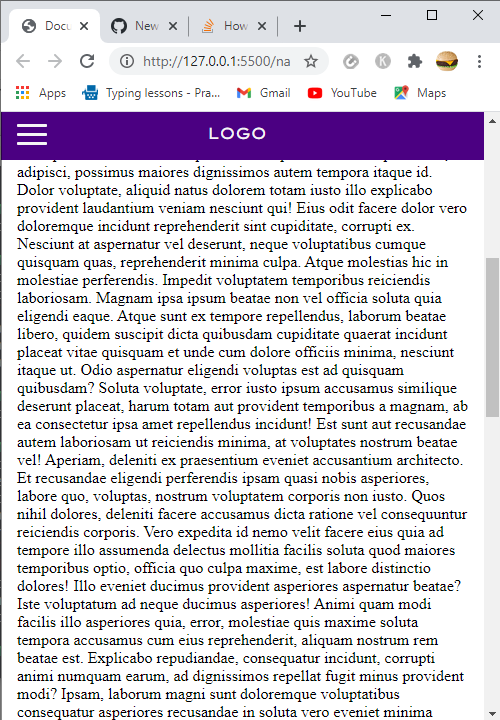 Docu
New
How
http://127.0.0.1:5500/na
Apps
Typing lessons - Pra...
Gmail
YouTube
Maps
LOGO
adipisci, possimus maiores dignissimos autem tempora itaque id.
Dolor voluptate, aliquid natus dolorem totam iusto illo explicabo
provident laudantium veniam nesciunt qui! Eius odit facere dolor vero
doloremque incidunt reprehenderit sint cupiditate, corrupti ex.
Nesciunt at aspernatur vel deserunt, neque voluptatibus cumque
quisquam quas, reprehenderit minima culpa. Atque molestias hic in
molestiae perferendis. Impedit voluptatem temporibus reiciendis
laboriosam. Magnam ipsa ipsum beatae non vel officia soluta quia
eligendi eaque. Atque sunt ex tempore repellendus, laborum beatae
libero, quidem suscipit dicta quibusdam cupiditate quaerat incidunt
placeat vitae quisquam et unde cum dolore officiis minima, nesciunt
itaque ut. Odio aspernatur eligendi voluptas est ad quisquam
quibusdam? Soluta voluptate, error iusto ipsum accusamus similique
deserunt placeat, harum totam aut provident temporibus a magnam, ab
ea consectetur ipsa amet repellendus incidunt! Est sunt aut recusandae
autem laboriosam ut reiciendis minima, at voluptates nostrum beatae
vel! Aperiam, deleniti ex praesentium eveniet accusantium architecto.
Et recusandae eligendi perferendis ipsam quasi nobis asperiores,
labore quo, voluptas, nostrum voluptatem corporis non iusto. Quos
nihil dolores, deleniti facere accusamus dicta ratione vel consequuntur
reiciendis corporis. Vero expedita id nemo velit facere eius quia ad
tempore illo assumenda delectus mollitia facilis soluta quod maiores
temporibus optio, officia quo culpa maxime, est labore distinctio
dolores! Illo eveniet ducimus provident asperiores aspernatur beatae?
Iste voluptatum ad neque ducimus asperiores! Animi quam modi
facilis illo asperiores quia, error, molestiae quis maxime soluta
tempora accusamus cum eius reprehenderit, aliquam nostrum rem
beatae est. Explicabo repudiandae, consequatur incidunt, corrupti
animi numquam earum, ad dignissimos repellat fugit minus provident
modi? Ipsam, laborum magni sunt doloremque voluptatibus
consequatur asperiores recusandae in soluta vero eveniet minima